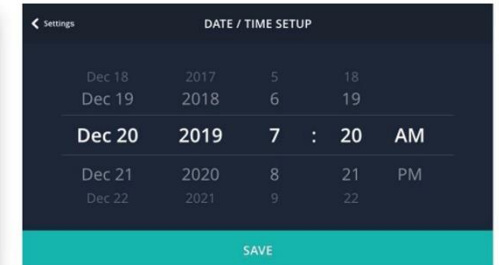 Settings DATE / TIME SETUP
Dec 18 2017 5 18
Dec 19 2018 6 19
Dec 20 2019 7 : 20 AM
Dec 21 2020 8 21 PM
Dec 22 2021 9 22
SAVE